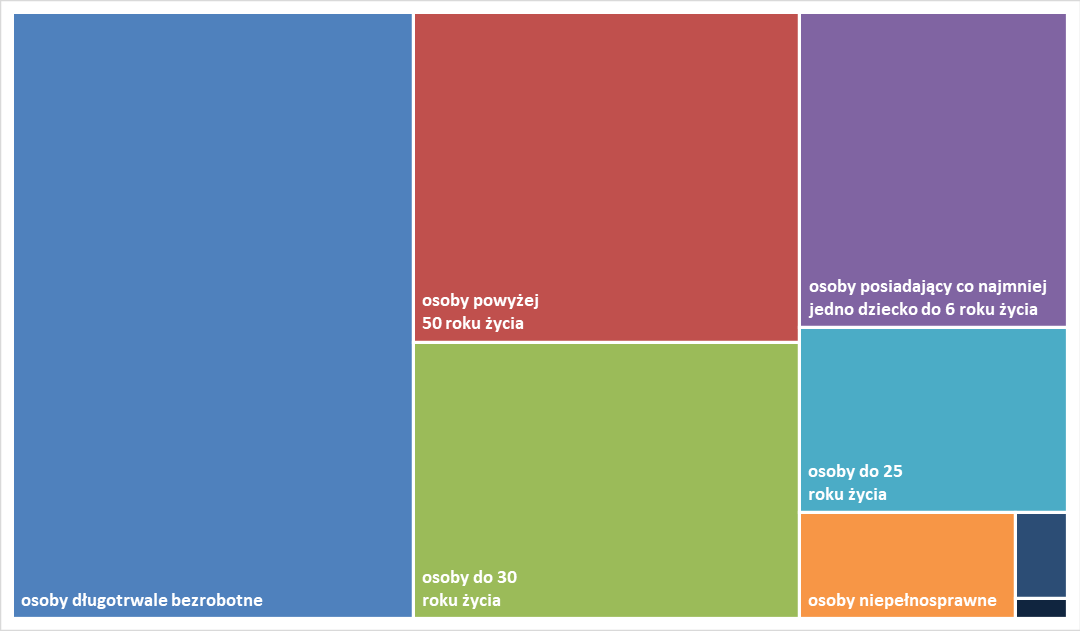 osoby długotrwale bezrobotne
osoby powyżej
50 roku życia
osoby do 30
roku życia
osoby posiadający co najmniej
jedno dziecko do 6 roku życia
osoby do 25
roku życia
osoby niepełnosprawne